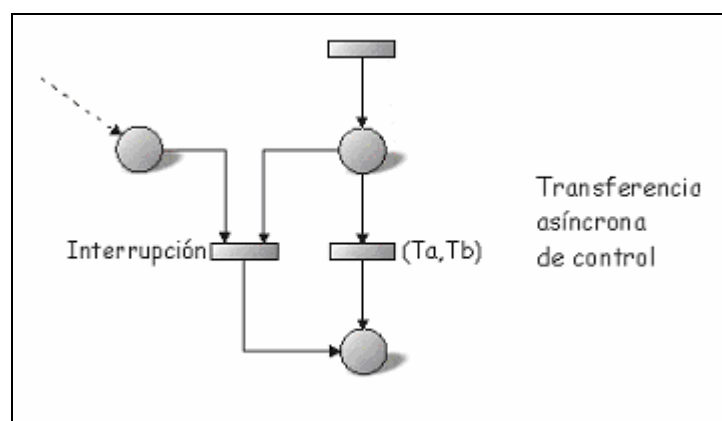 Transferencia
asíncrona
de control
Interrupción
(Ta,Tb)